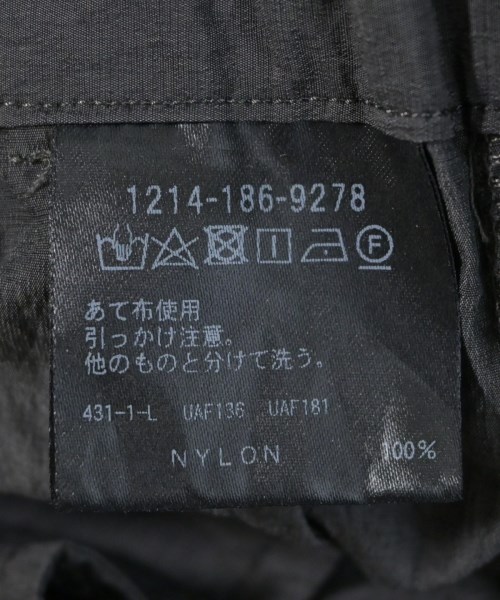 1214-186-9278
F
あて布使用
引っかけ注意。
他のものと分けて洗う。
431-1-L UAF136 UAF181
NYLON 100%